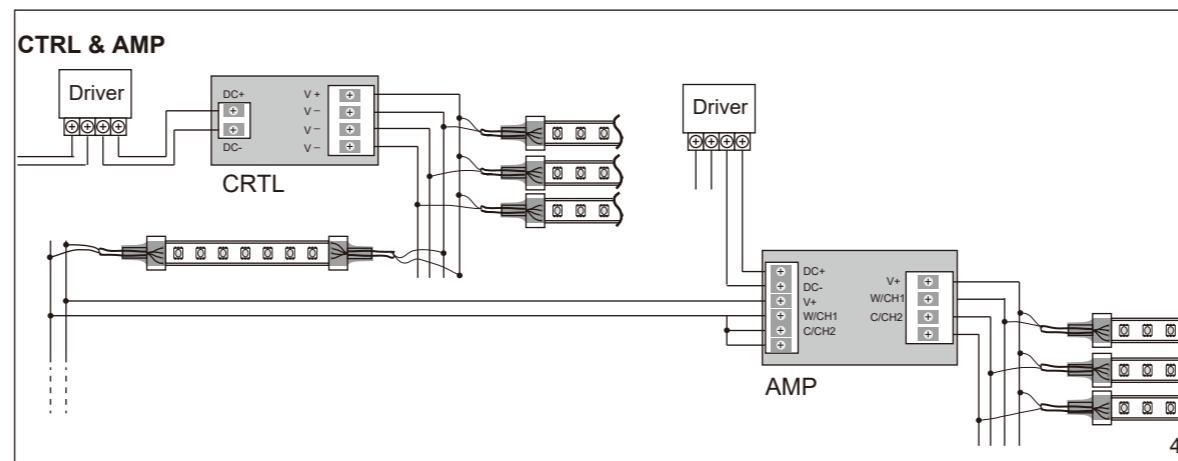 CTRL & AMP
Driver
DC+
DC-
V+
V–
V–
V–
CRTL
Driver
DC+
DC-
V+
W/CH1
C/CH2
V+
W/CH1
C/CH2
AMP
4